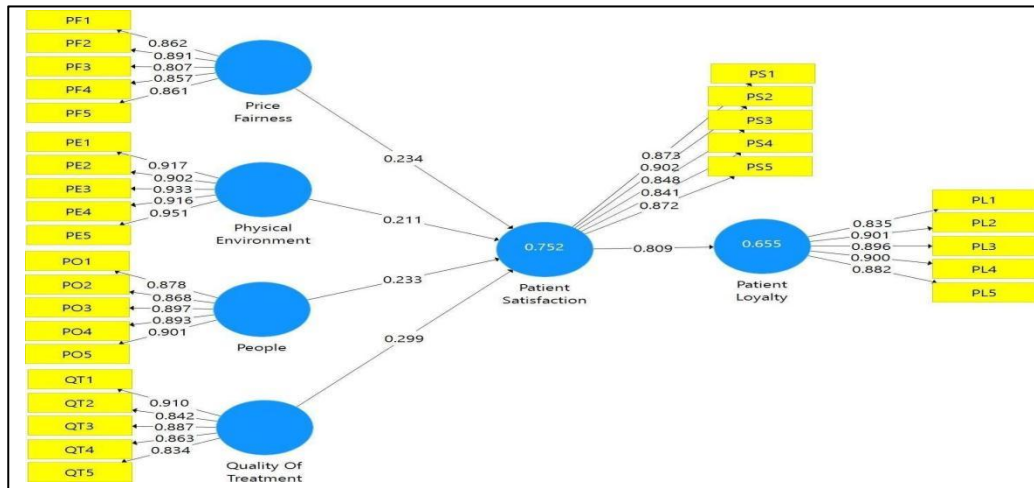 PF1
PF2
PF3
PF4
PF5
0.862
0.891
0.807
0.857
0.861
Price
Fairness
PE1
PE2
PE3
PE4
PE5
0.917
0.902
0.933
0.916
0.951
Physical
Environment
PO1
PO2
PO3
PO4
PO5
0.878
0.868
0.897
0.893
0.901
People
QT1
QT2
QT3
QT4
QT5
0.910
0.842
0.887
0.863
0.834
Quality Of
Treatment
0.234
0.211
0.233
0.299
0.752
Patient
Satisfaction
PS1
PS2
PS3
PS4
PS5
0.873
0.902
0.848
0.841
0.872
0.809
0.655
Patient
Loyalty
0.835
0.901
0.896
0.900
0.882
PL1
PL2
PL3
PL4
PL5